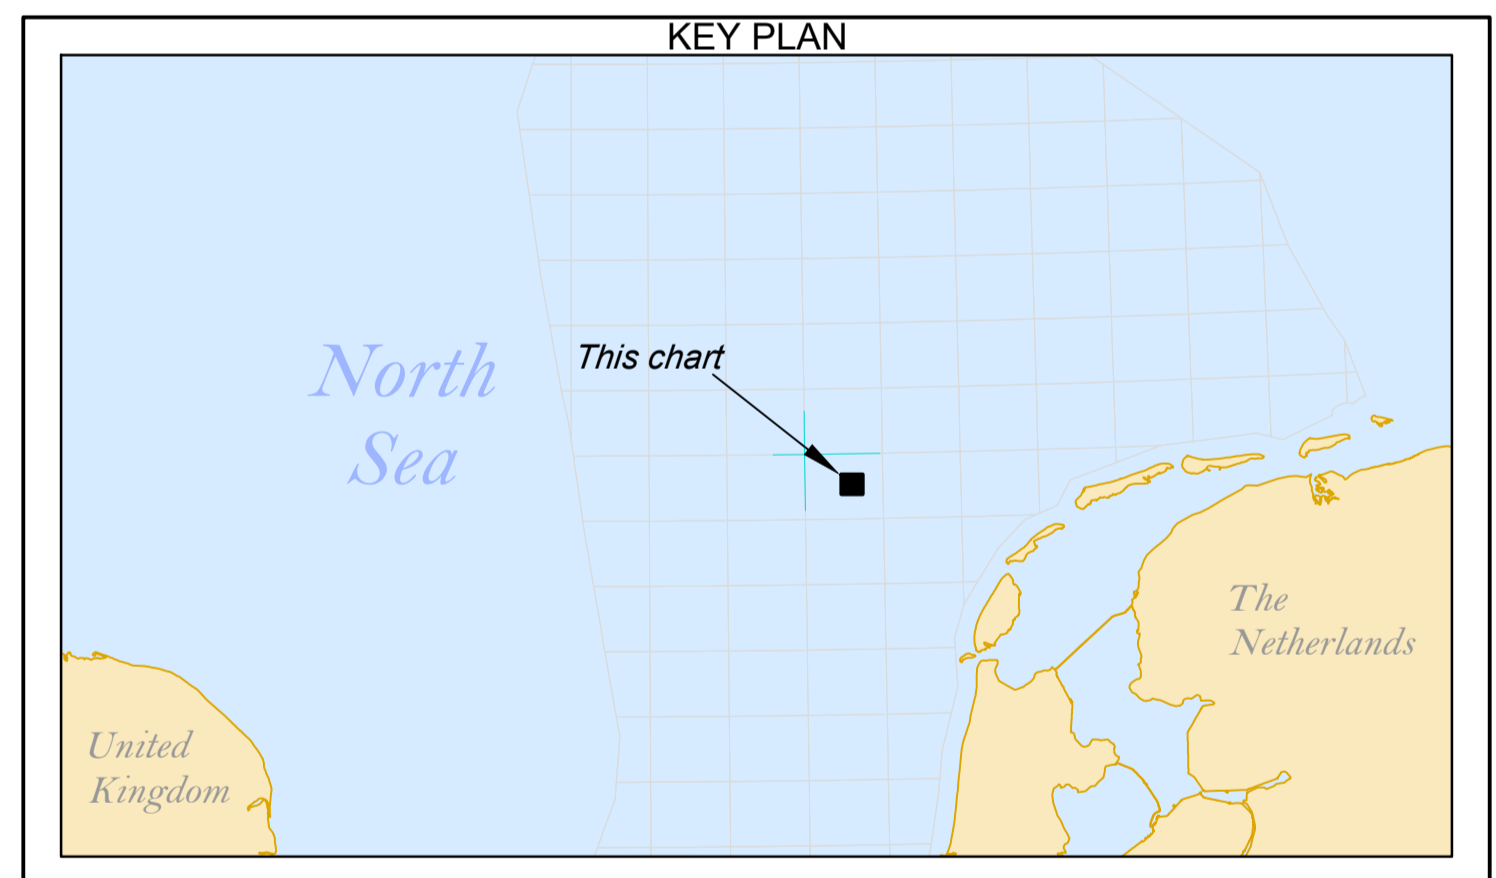 KEY PLAN
North
Sea
This chart
The
Netherlands
United
Kingdom